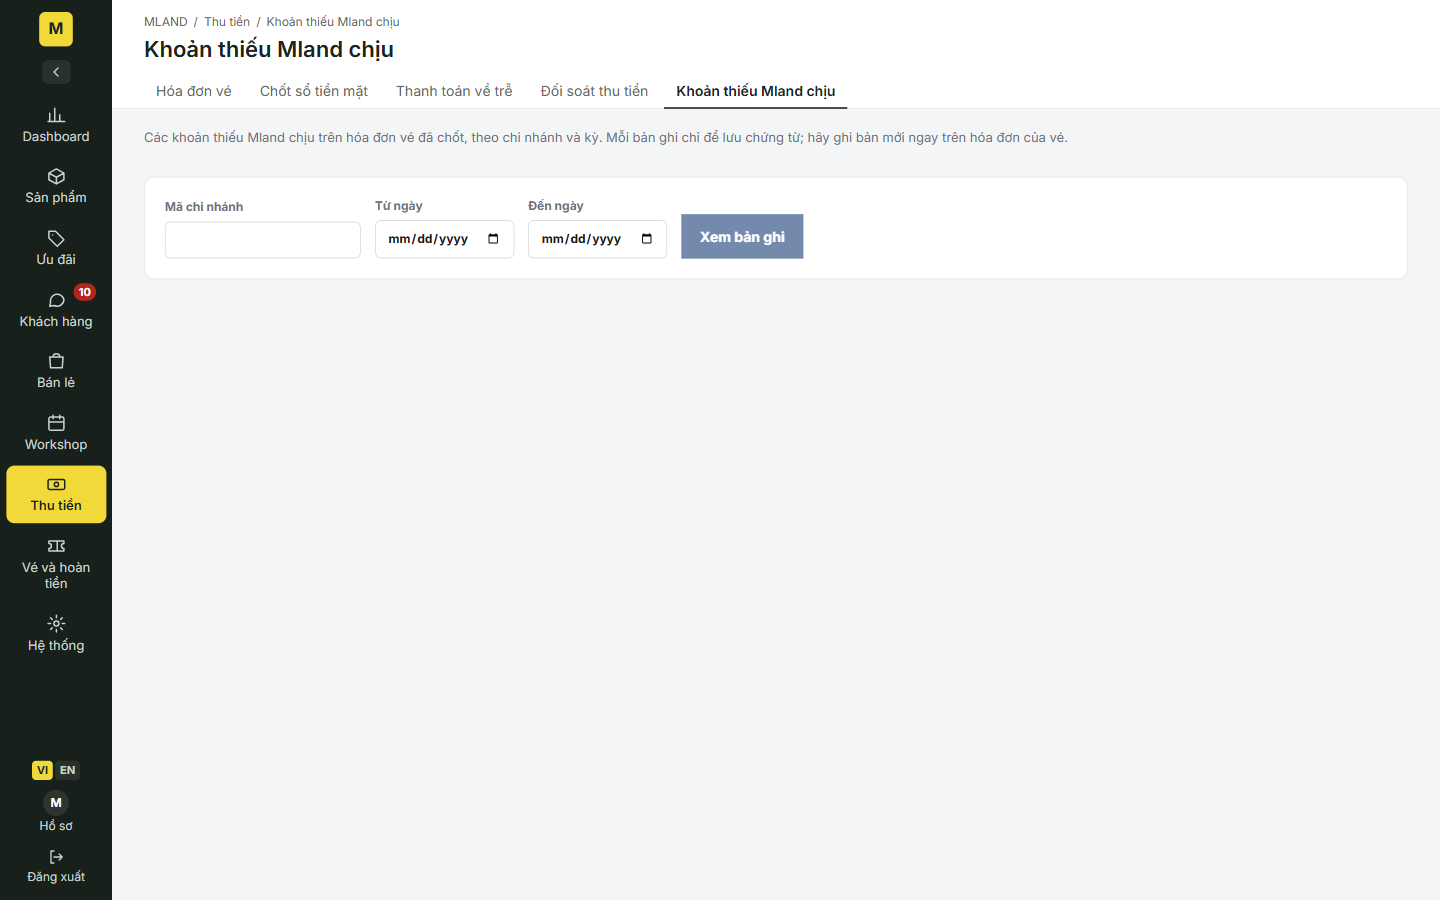 M
Dashboard
Sản phẩm
Ưu đãi
10
Khách hàng
Bán lẻ
Workshop
Thu tiền
Vé và hoàn
tiền
Hệ thống
VI EN
M
Hồ sơ
Đăng xuất
MLAND / Thu tiền / Khoản thiếu Mland chịu
Khoản thiếu Mland chịu
Hóa đơn vé Chốt sổ tiền mặt Thanh toán về trễ Đối soát thu tiền Khoản thiếu Mland chịu
Các khoản thiếu Mland chịu trên hóa đơn vé đã chốt, theo chi nhánh và kỳ. Mỗi bản ghi chỉ để lưu chứng từ; hãy ghi bản mới ngay trên hóa đơn của vé.
Mã chi nhánh Từ ngày Đến ngày
mm/dd/yyyy mm/dd/yyyy Xem bản ghi